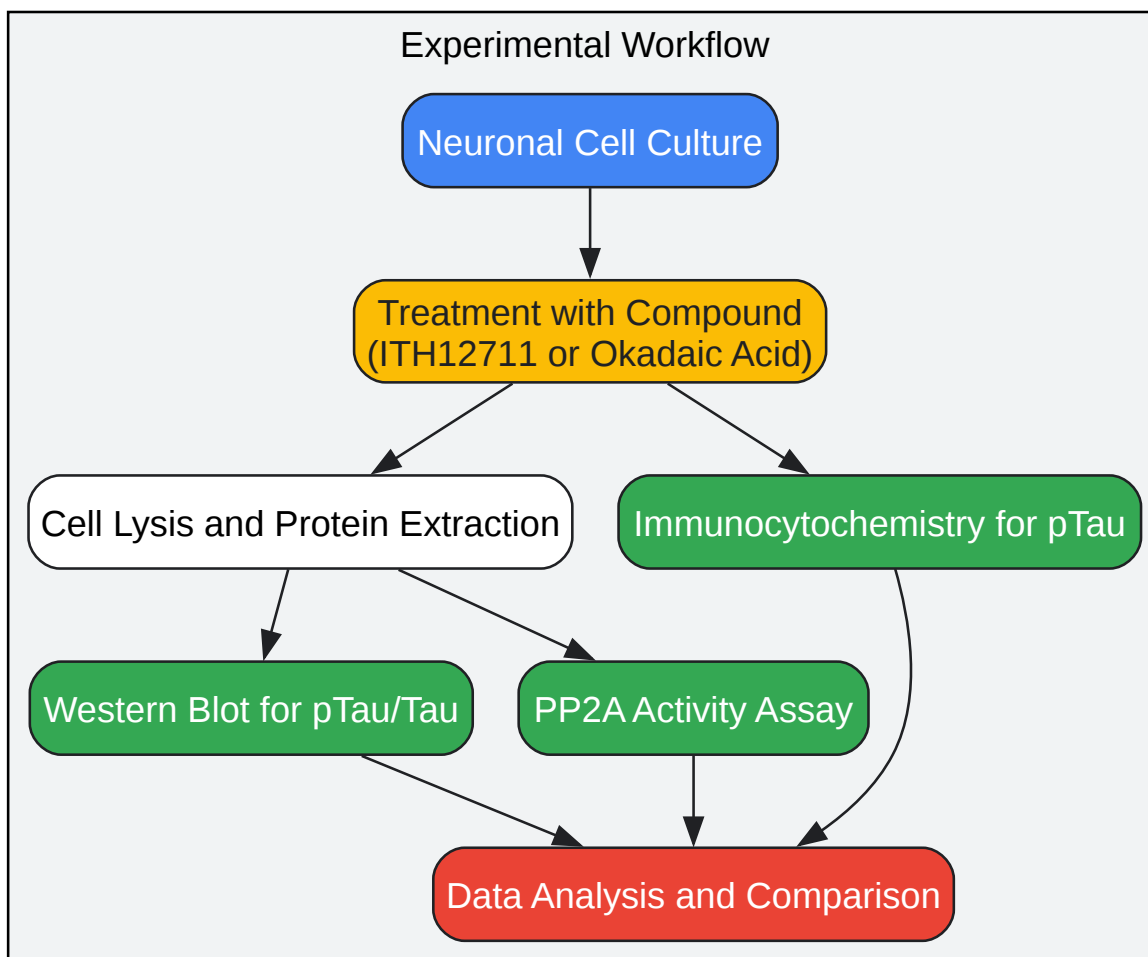 Experimental Workflow
Neuronal Cell Culture
Treatment with Compound
(ITH12711 or Okadaic Acid)
Cell Lysis and Protein Extraction
Immunocytochemistry for pTau
Western Blot for pTau/Tau
PP2A Activity Assay
Data Analysis and Comparison